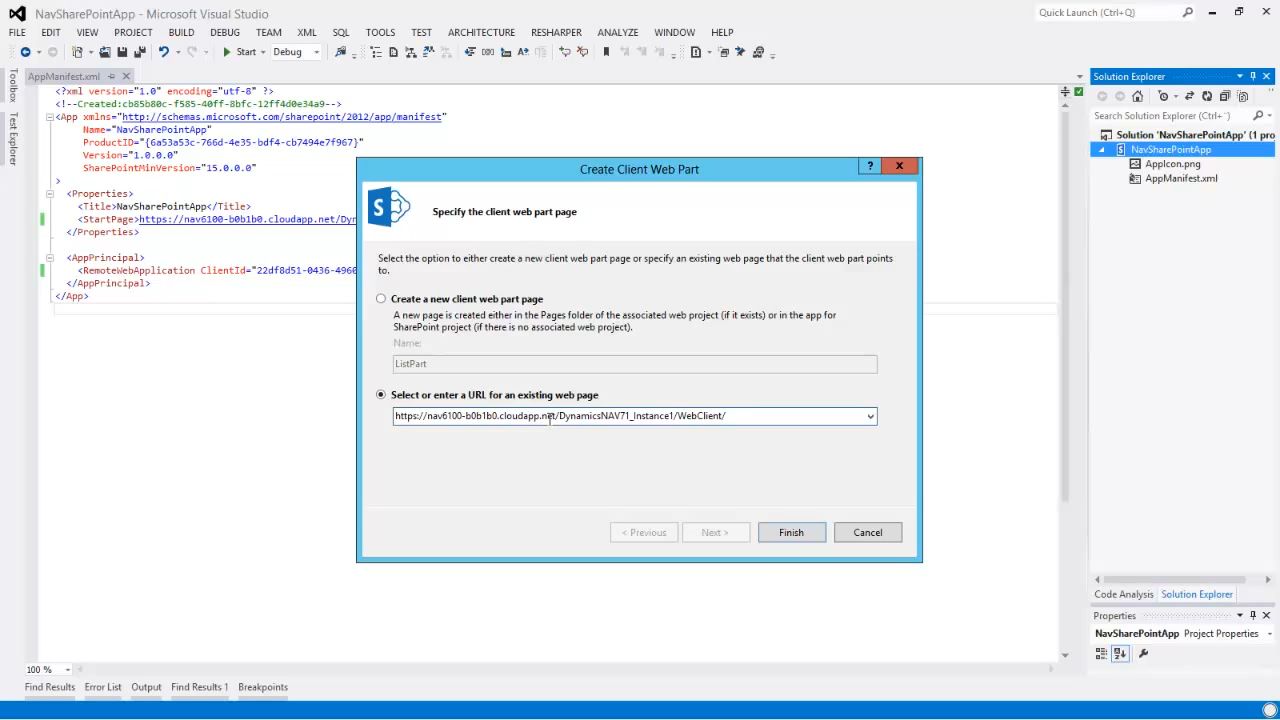 NavSharePointApp - Microsoft Visual Studio
Quick Launch (Ctrl+Q)
FILE EDIT VIEW PROJECT BUILD DEBUG TEAM XML SQL TOOLS TEST ARCHITECTURE RESHARPER ANALYZE WINDOW HELP
Start Debug
Toolbox
Test Explorer
AppManifest.xml
<?xml version="1.0" encoding="utf-8" ?>
<!--Created:cb85b80c-f585-40ff-8bfc-12ff4d0e34a9-->
<App xmlns="http://schemas.microsoft.com/sharepoint/2012/app/manifest"
Name="NavSharePointApp"
ProductID="{6a53a53c-766d-4e35-bdf4-cb7494e7f967}"
Version="1.0.0.0"
SharePointMinVersion="15.0.0.0"
>
<Properties>
<Title>NavSharePointApp</Title>
<StartPage>https://nav6100-b0b1b0.cloudapp.net/Dyn
</Properties>
<AppPrincipal>
<RemoteWebApplication ClientId="22df8d51-0436-4960
</AppPrincipal>
</App>
Create Client Web Part
?
Specify the client web part page
Select the option to either create a new client web part page or specify an existing web page that the client web part points
to.
Create a new client web part page
A new page is created either in the Pages folder of the associated web project (if it exists) or in the app for
SharePoint project (if there is no associated web project).
Name:
ListPart
Select or enter a URL for an existing web page
https://nav6100-b0b1b0.cloudapp.net/DynamicsNAV71_Instance1/WebClient/
< Previous Next > Finish Cancel
Solution Explorer
Search Solution Explorer (Ctrl+
Solution 'NavSharePointApp' (1 pro
NavSharePointApp
AppIcon.png
AppManifest.xml
Code Analysis Solution Explorer
Properties
NavSharePointApp Project Properties
100 %
Find Results Error List Output Find Results 1 Breakpoints